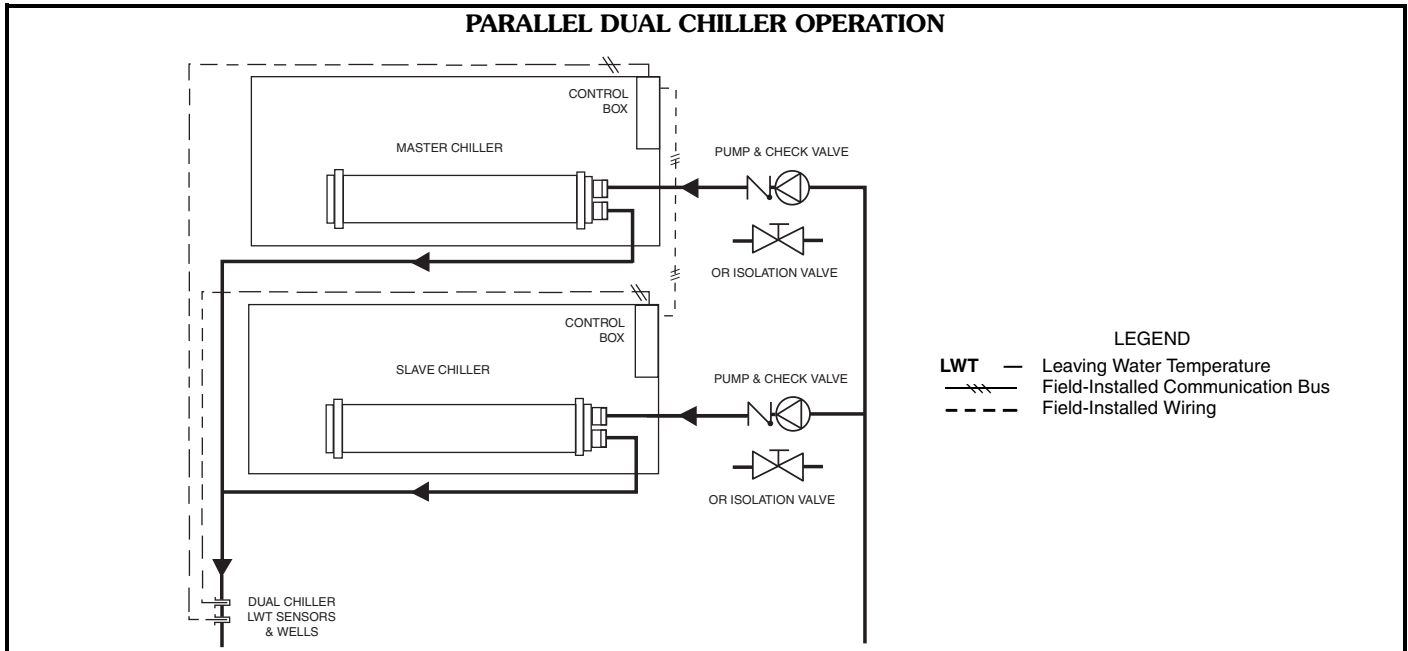 PARALLEL DUAL CHILLER OPERATION
CONTROL
BOX
MASTER CHILLER
PUMP & CHECK VALVE
OR ISOLATION VALVE
CONTROL
BOX
SLAVE CHILLER
PUMP & CHECK VALVE
OR ISOLATION VALVE
DUAL CHILLER
LWT SENSORS
& WELLS
LEGEND
LWT — Leaving Water Temperature
Field-Installed Communication Bus
Field-Installed Wiring